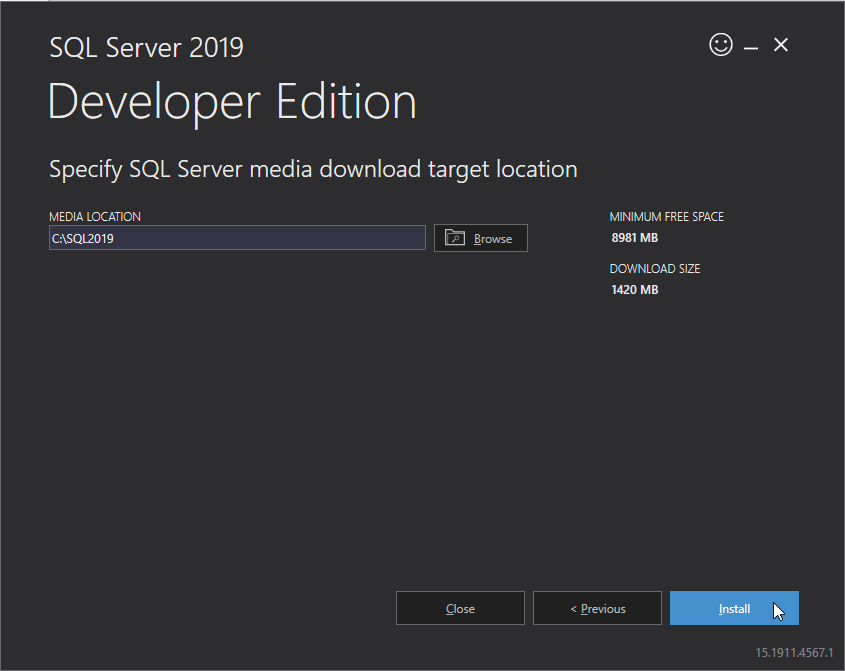 SQL Server 2019
Developer Edition
Specify SQL Server media download target location
MEDIA LOCATION
C:\SQL2019
Browse
MINIMUM FREE SPACE
8981 MB
DOWNLOAD SIZE
1420 MB
Close
< Previous
Install
15.1911.4567.1